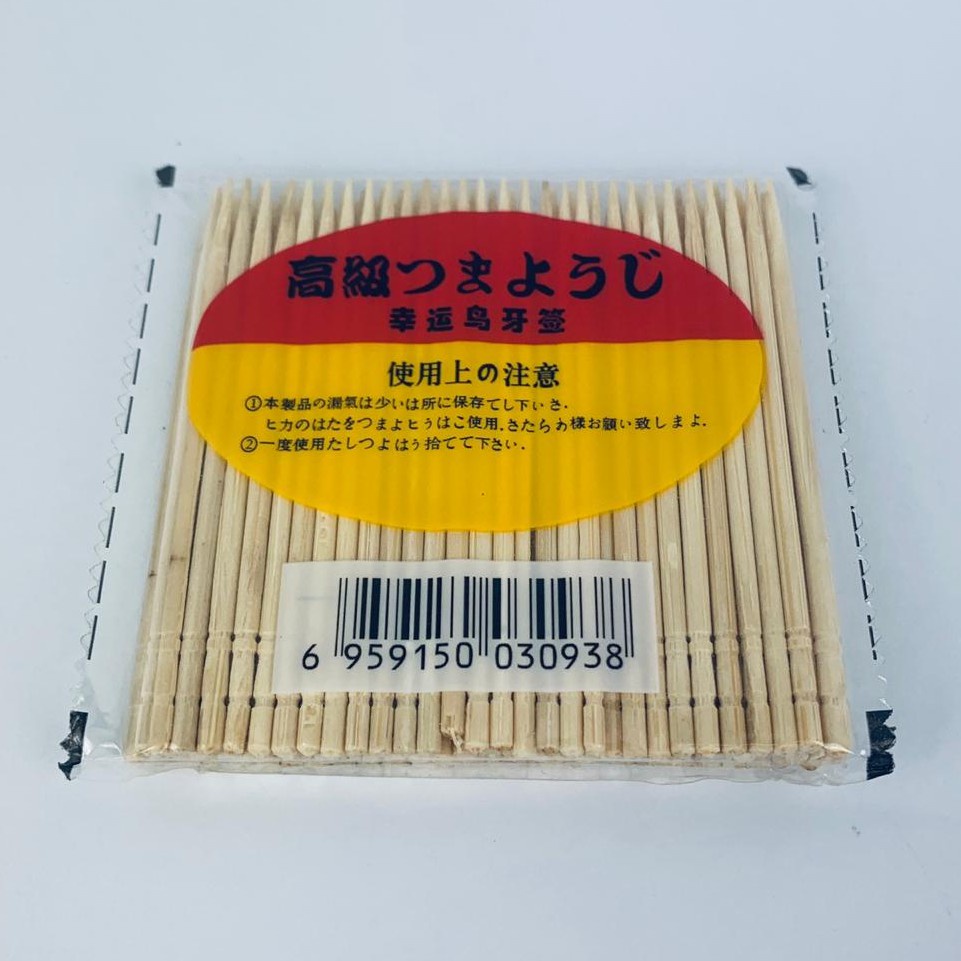 高級つまようじ
幸运鸟牙签
使用上の注意
①本製品の漏氣は少いは所に保存てし下いさ.
ヒカのはたをつまよヒぅはこ使用.さたらゎ様お願い致しまょ.
②一度使用たしつよはぅ拾てて下さい.
6 959150 030938